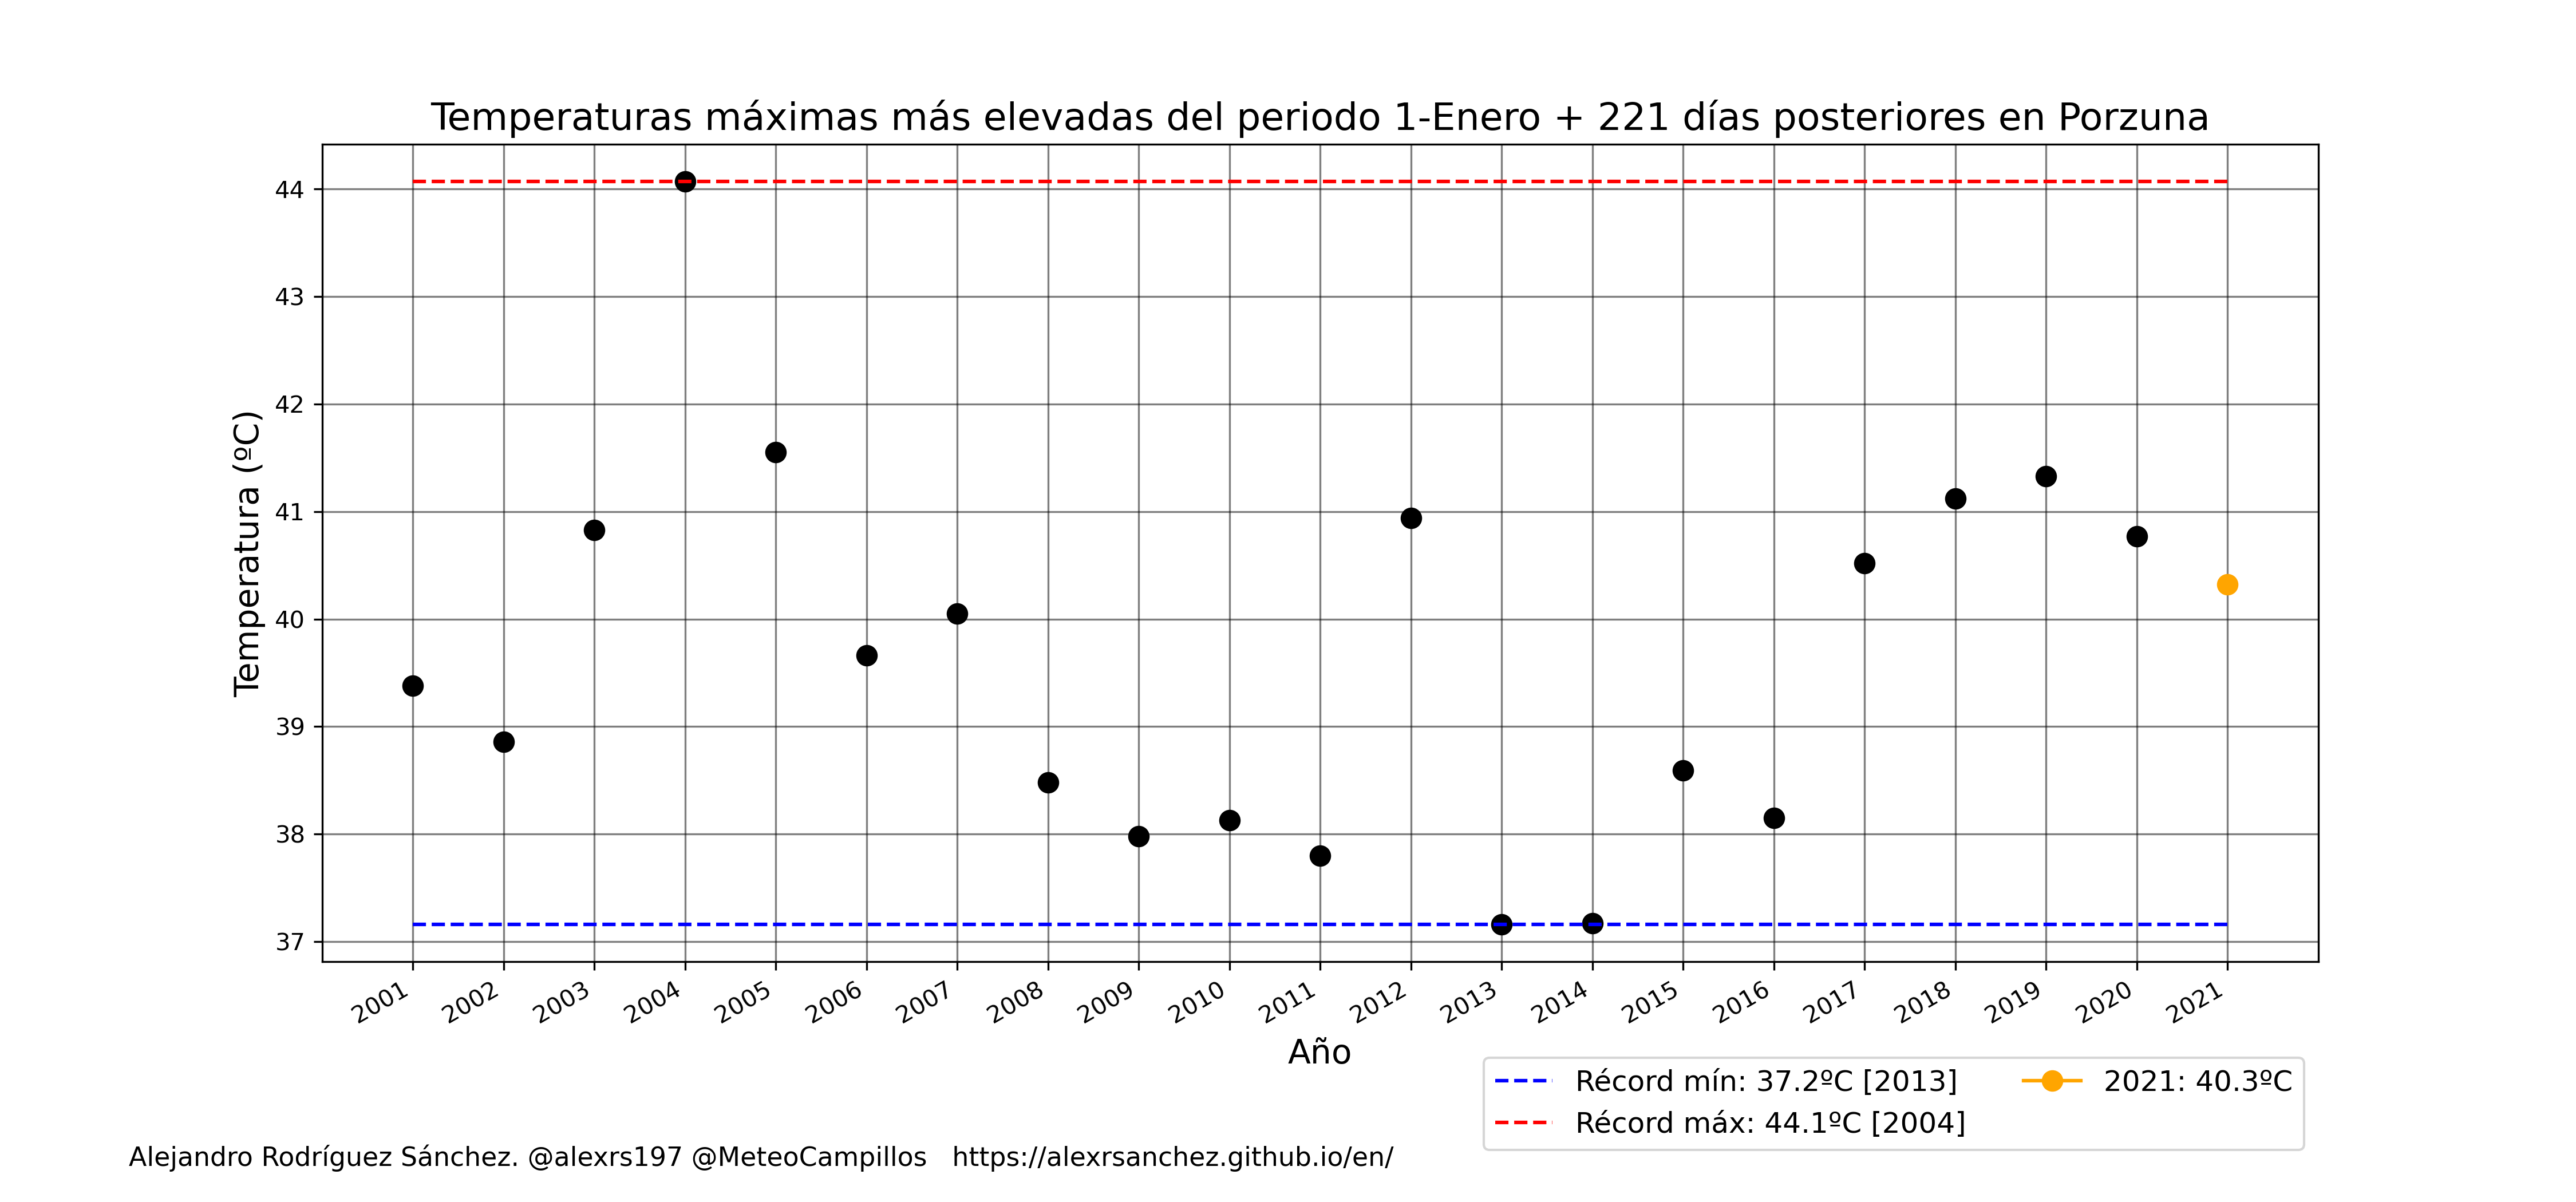 Temperaturas máximas más elevadas del periodo 1-Enero + 221 días posteriores en Porzuna
Temperatura (ºC)
44
43
42
41
40
39
38
37
2001 2002 2003 2004 2005 2006 2007 2008 2009 2010 2011 2012 2013 2014 2015 2016 2017 2018 2019 2020 2021
Año
Récord mín: 37.2ºC [2013]
Récord máx: 44.1ºC [2004]
2021: 40.3ºC
Alejandro Rodríguez Sánchez. @alexrs197 @MeteoCampillos https://alexrsanchez.github.io/en/